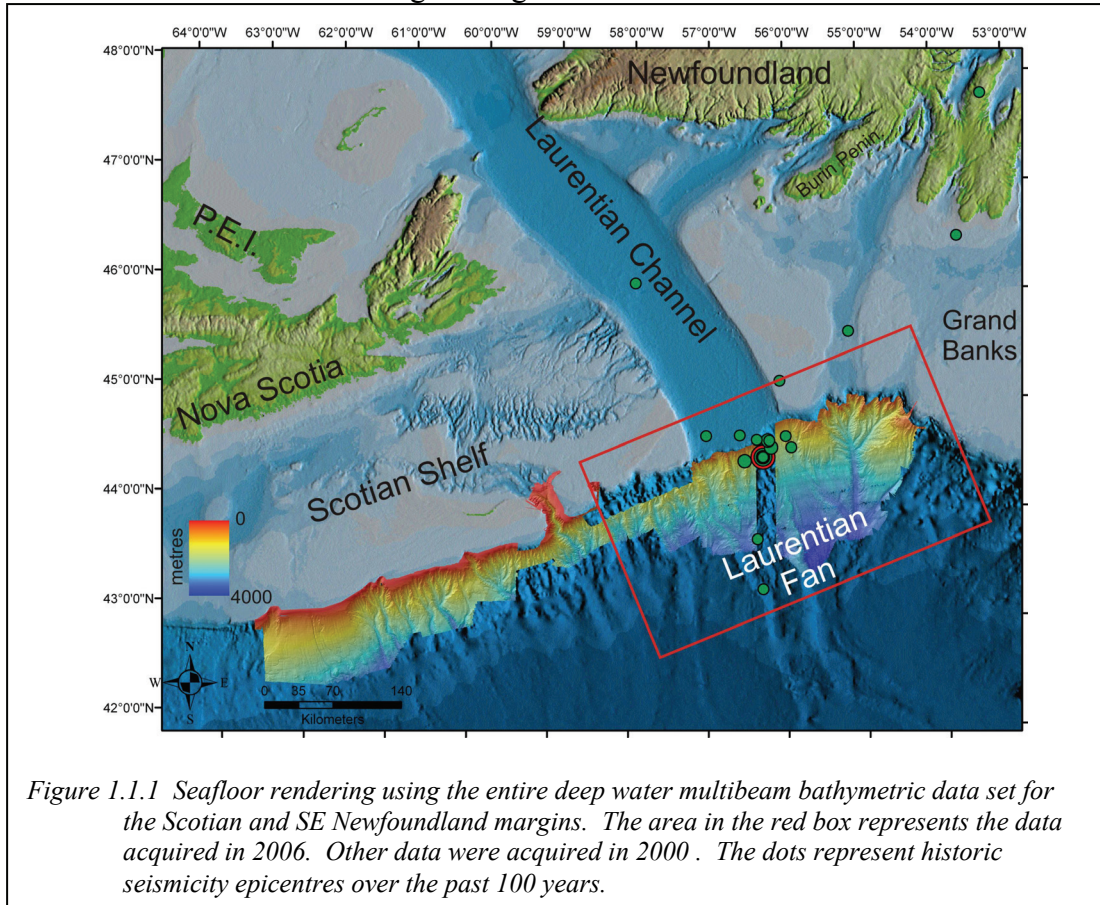 64°0'0"W 63°0'0"W 62°0'0"W 61°0'0"W 60°0'0"W 59°0'0"W 58°0'0"W 57°0'0"W 56°0'0"W 55°0'0"W 54°0'0"W 53°0'0"W
48°0'0"N
Newfoundland
47°0'0"N
Laurentian Channel
Burin Penin.
P.E.I.
46°0'0"N
Grand
Banks
45°0'0"N
Nova Scotia
Scotian Shelf
44°0'0"N
0
metres
4000
Laurentian
Fan
43°0'0"N
N
W E
S
0 35 70 140
Kilometers
42°0'0"N
Figure 1.1.1 Seafloor rendering using the entire deep water multibeam bathymetric data set for
the Scotian and SE Newfoundland margins. The area in the red box represents the data
acquired in 2006. Other data were acquired in 2000 . The dots represent historic
seismicity epicentres over the past 100 years.